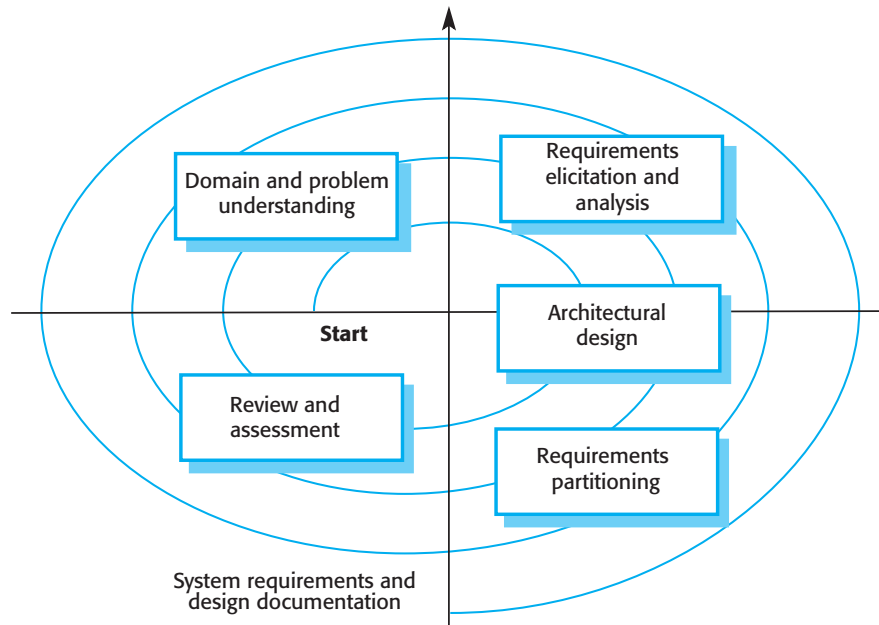 Domain and problem
understanding
Requirements
elicitation and
analysis
Start
Architectural
design
Review and
assessment
Requirements
partitioning
System requirements and
design documentation